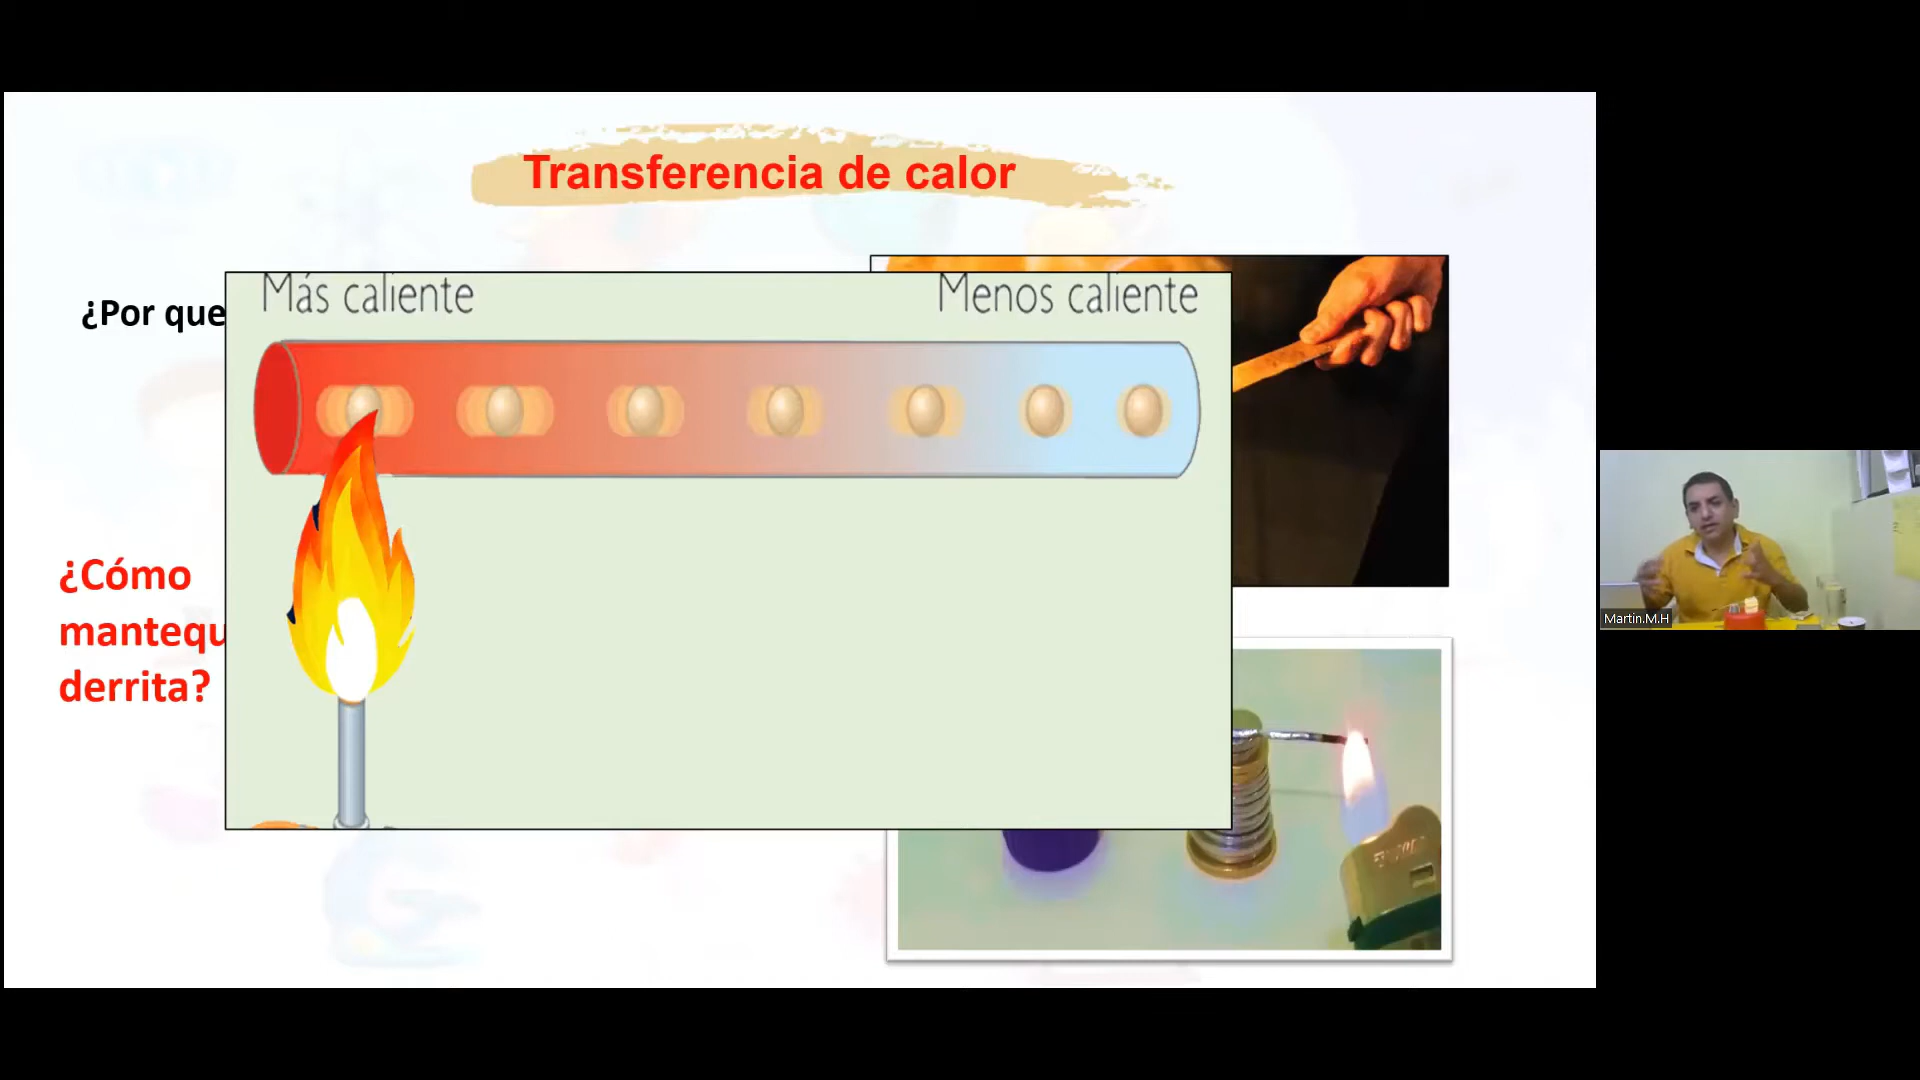 Transferencia de calor
¿Por que
Más caliente
Menos caliente
¿Cómo
mantequ
derrita?
Martin.M.H